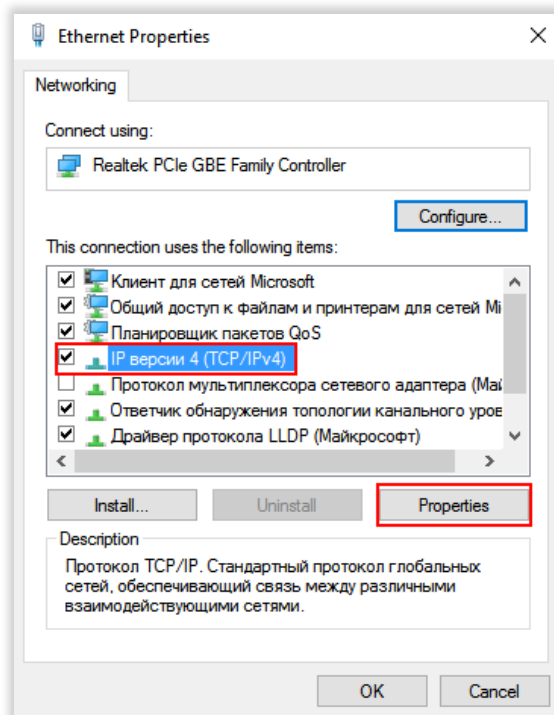 Ethernet Properties
Networking
Connect using:
Realtek PCIe GBE Family Controller
Configure...
This connection uses the following items:
Клиент для сетей Microsoft
Общий доступ к файлам и принтерам для сетей Mi
Планировщик пакетов QoS
IP версии 4 (TCP/IPv4)
Протокол мультиплексора сетевого адаптера (Май
Ответчик обнаружения топологии канального уров
Драйвер протокола LLDP (Майкрософт)
Install...
Uninstall
Properties
Description
Протокол TCP/IP. Стандартный протокол глобальных
сетей, обеспечивающий связь между различными
взаимодействующими сетями.
OK
Cancel